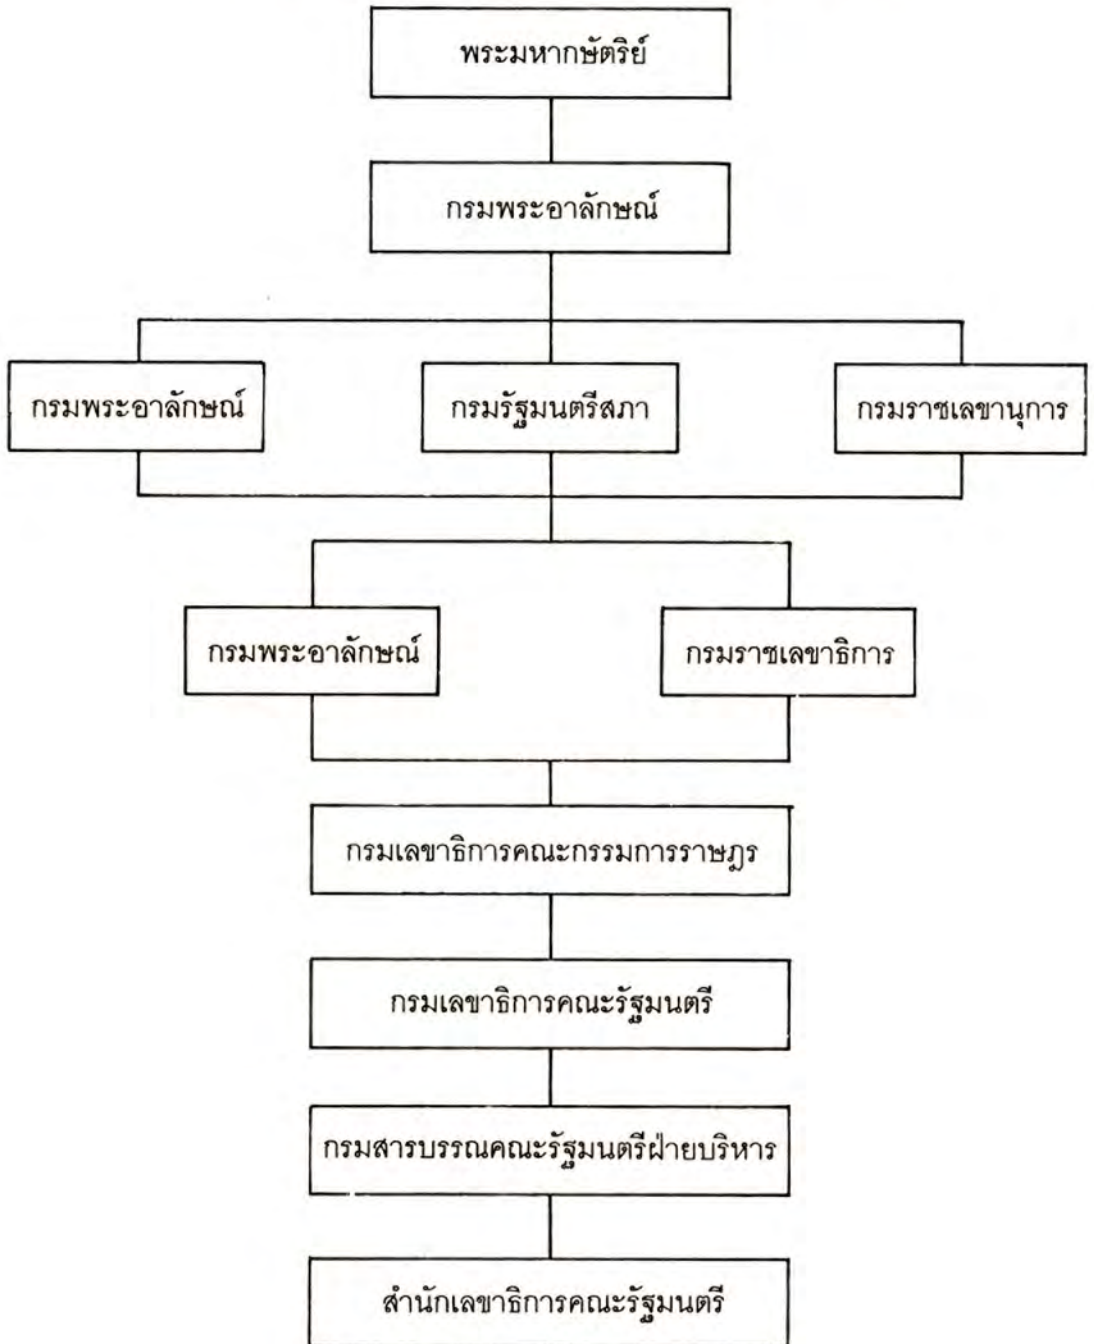 พระมหากษัตริย์
กรมพระอาลักษณ์
กรมพระอาลักษณ์
กรมรัฐมนตรีสภา
กรมราชเลขานุการ
กรมพระอาลักษณ์
กรมราชเลขาธิการ
กรมเลขาธิการคณะกรรมการราษฎร
กรมเลขาธิการคณะรัฐมนตรี
กรมสารบรรณคณะรัฐมนตรีฝ่ายบริหาร
สำนักเลขาธิการคณะรัฐมนตรี